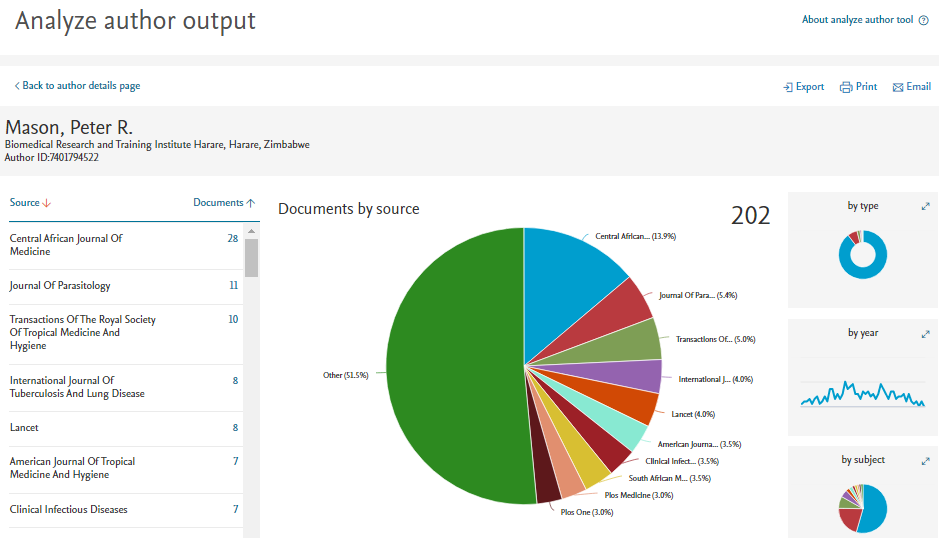 Analyze author output
About analyze author tool
Back to author details page
Export
Print
Email
Mason, Peter R.
Biomedical Research and Training Institute Harare, Harare, Zimbabwe
Author ID:7401794522
Source
Documents
Central African Journal Of
Medicine
28
Journal Of Parasitology
11
Transactions Of The Royal Society
Of Tropical Medicine And
Hygiene
10
International Journal Of
Tuberculosis And Lung Disease
8
Lancet
8
American Journal Of Tropical
Medicine And Hygiene
7
Clinical Infectious Diseases
7
Documents by source
202
Central African... (13.9%)
Journal Of Para... (5.4%)
Transactions Of... (5.0%)
International J... (4.0%)
Lancet (4.0%)
American Journa... (3.5%)
Clinical Infect... (3.5%)
South African M... (3.5%)
Plos Medicine (3.0%)
Plos One (3.0%)
Other (51.5%)
by type
by year
by subject